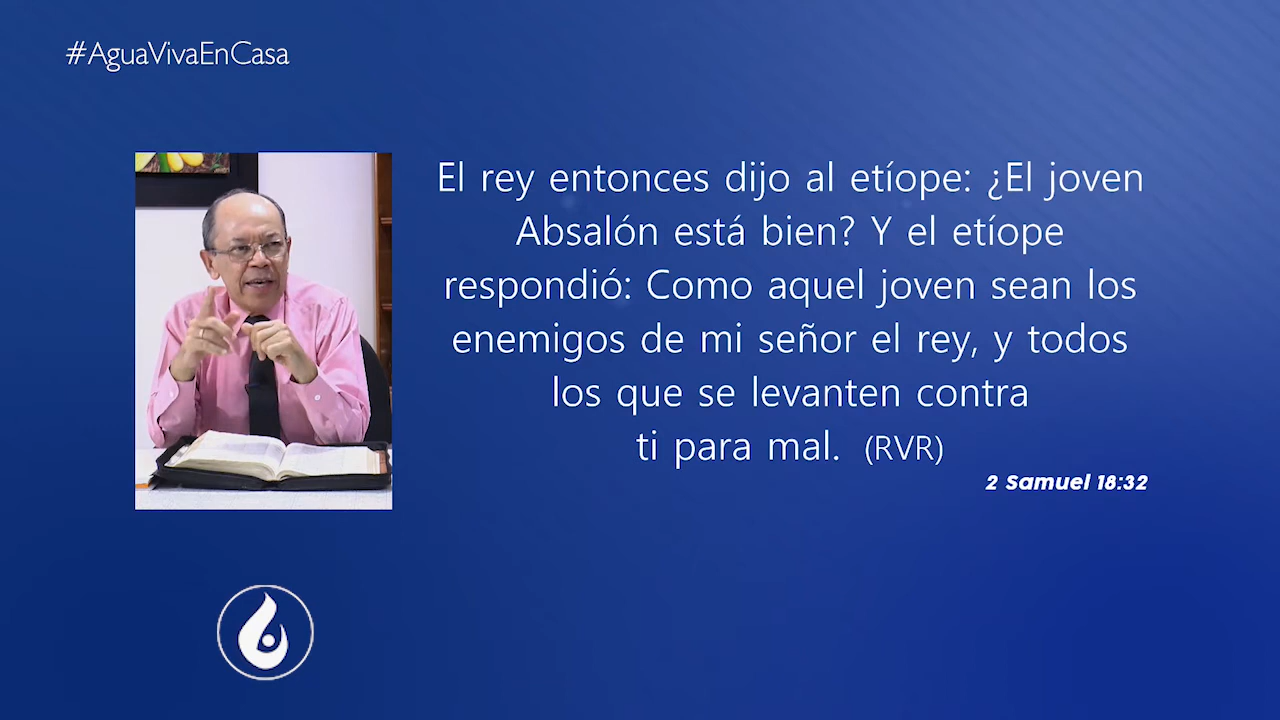 #AguaVivaEnCasa
El rey entonces dijo al etíope: ¿El joven
Absalón está bien? Y el etíope
respondió: Como aquel joven sean los
enemigos de mi señor el rey, y todos
los que se levanten contra
ti para mal. (RVR)
2 Samuel 18:32